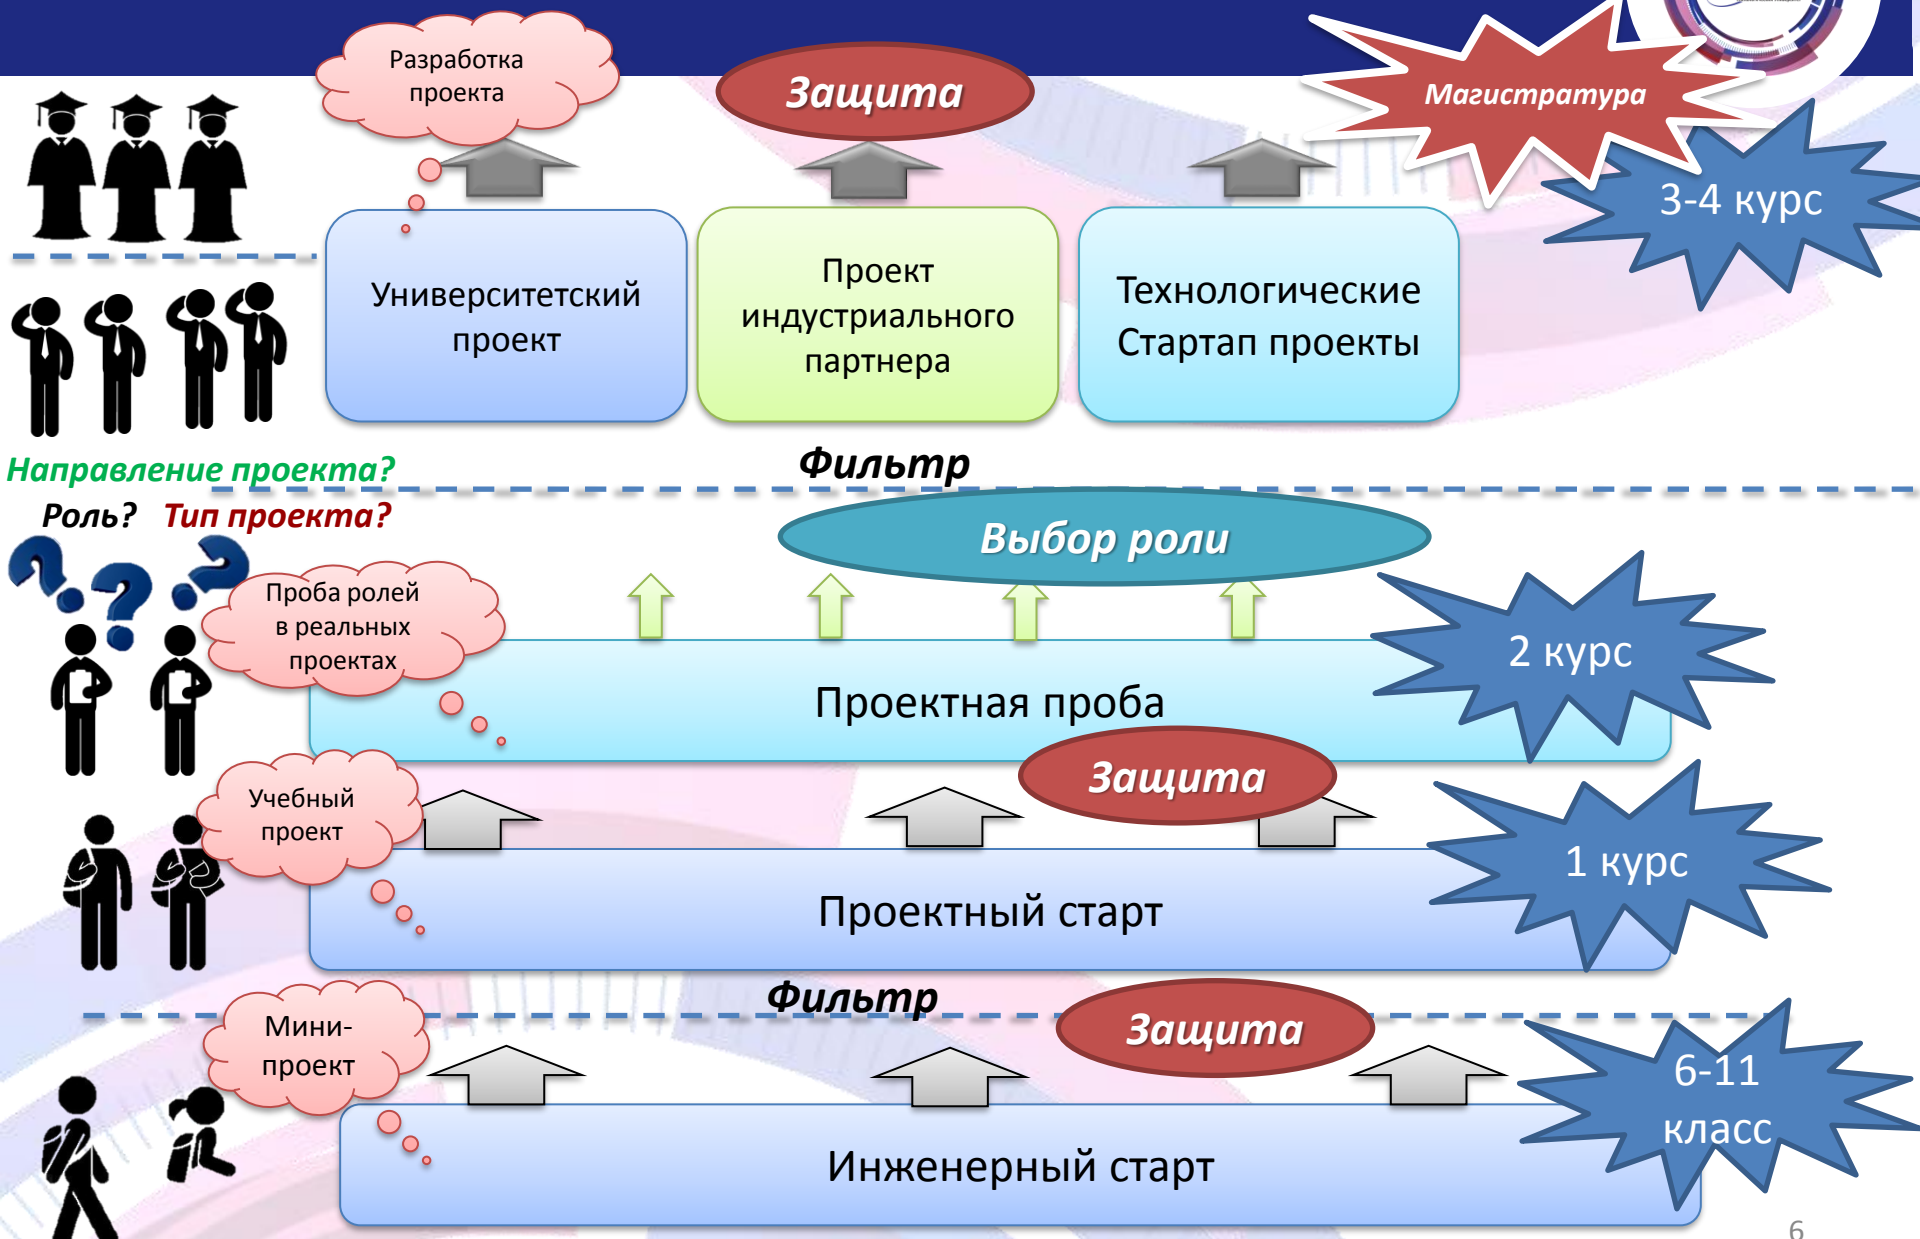 Разработка
проекта
Защита
Магистратура
3-4 курс
Университетский
проект
Проект
индустриального
партнера
Технологические
Стартап проекты
Направление проекта?
Фильтр
Роль? Тип проекта?
Выбор роли
Проба ролей
в реальных
проектах
2 курс
Проектная проба
Защита
Учебный
проект
1 курс
Проектный старт
Фильтр
Мини-
проект
Защита
6-11
класс
Инженерный старт
6